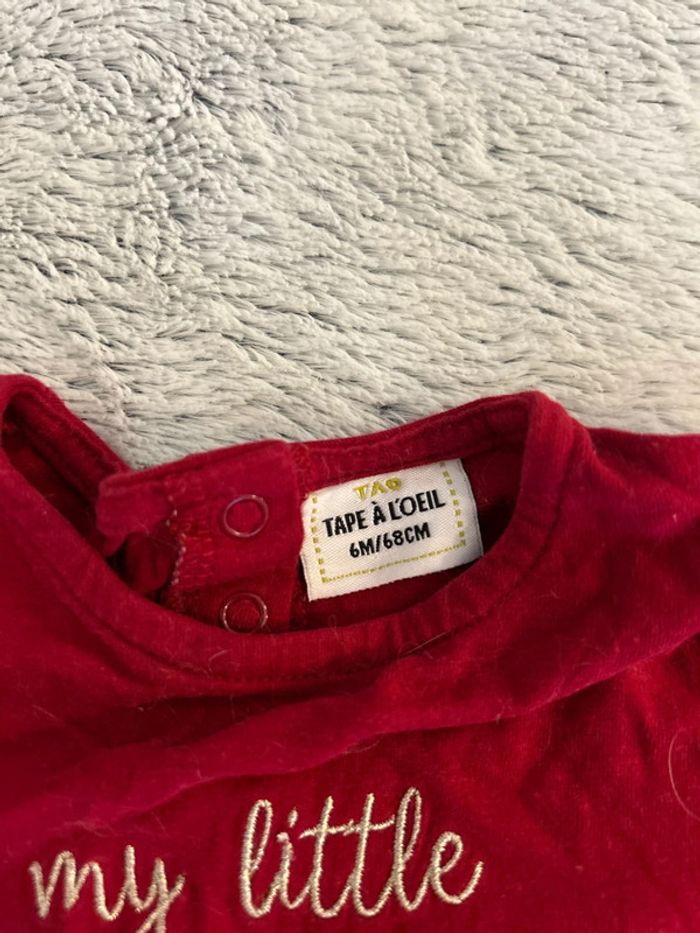 TAO
TAPE À L'OEIL
6M/68CM
my little